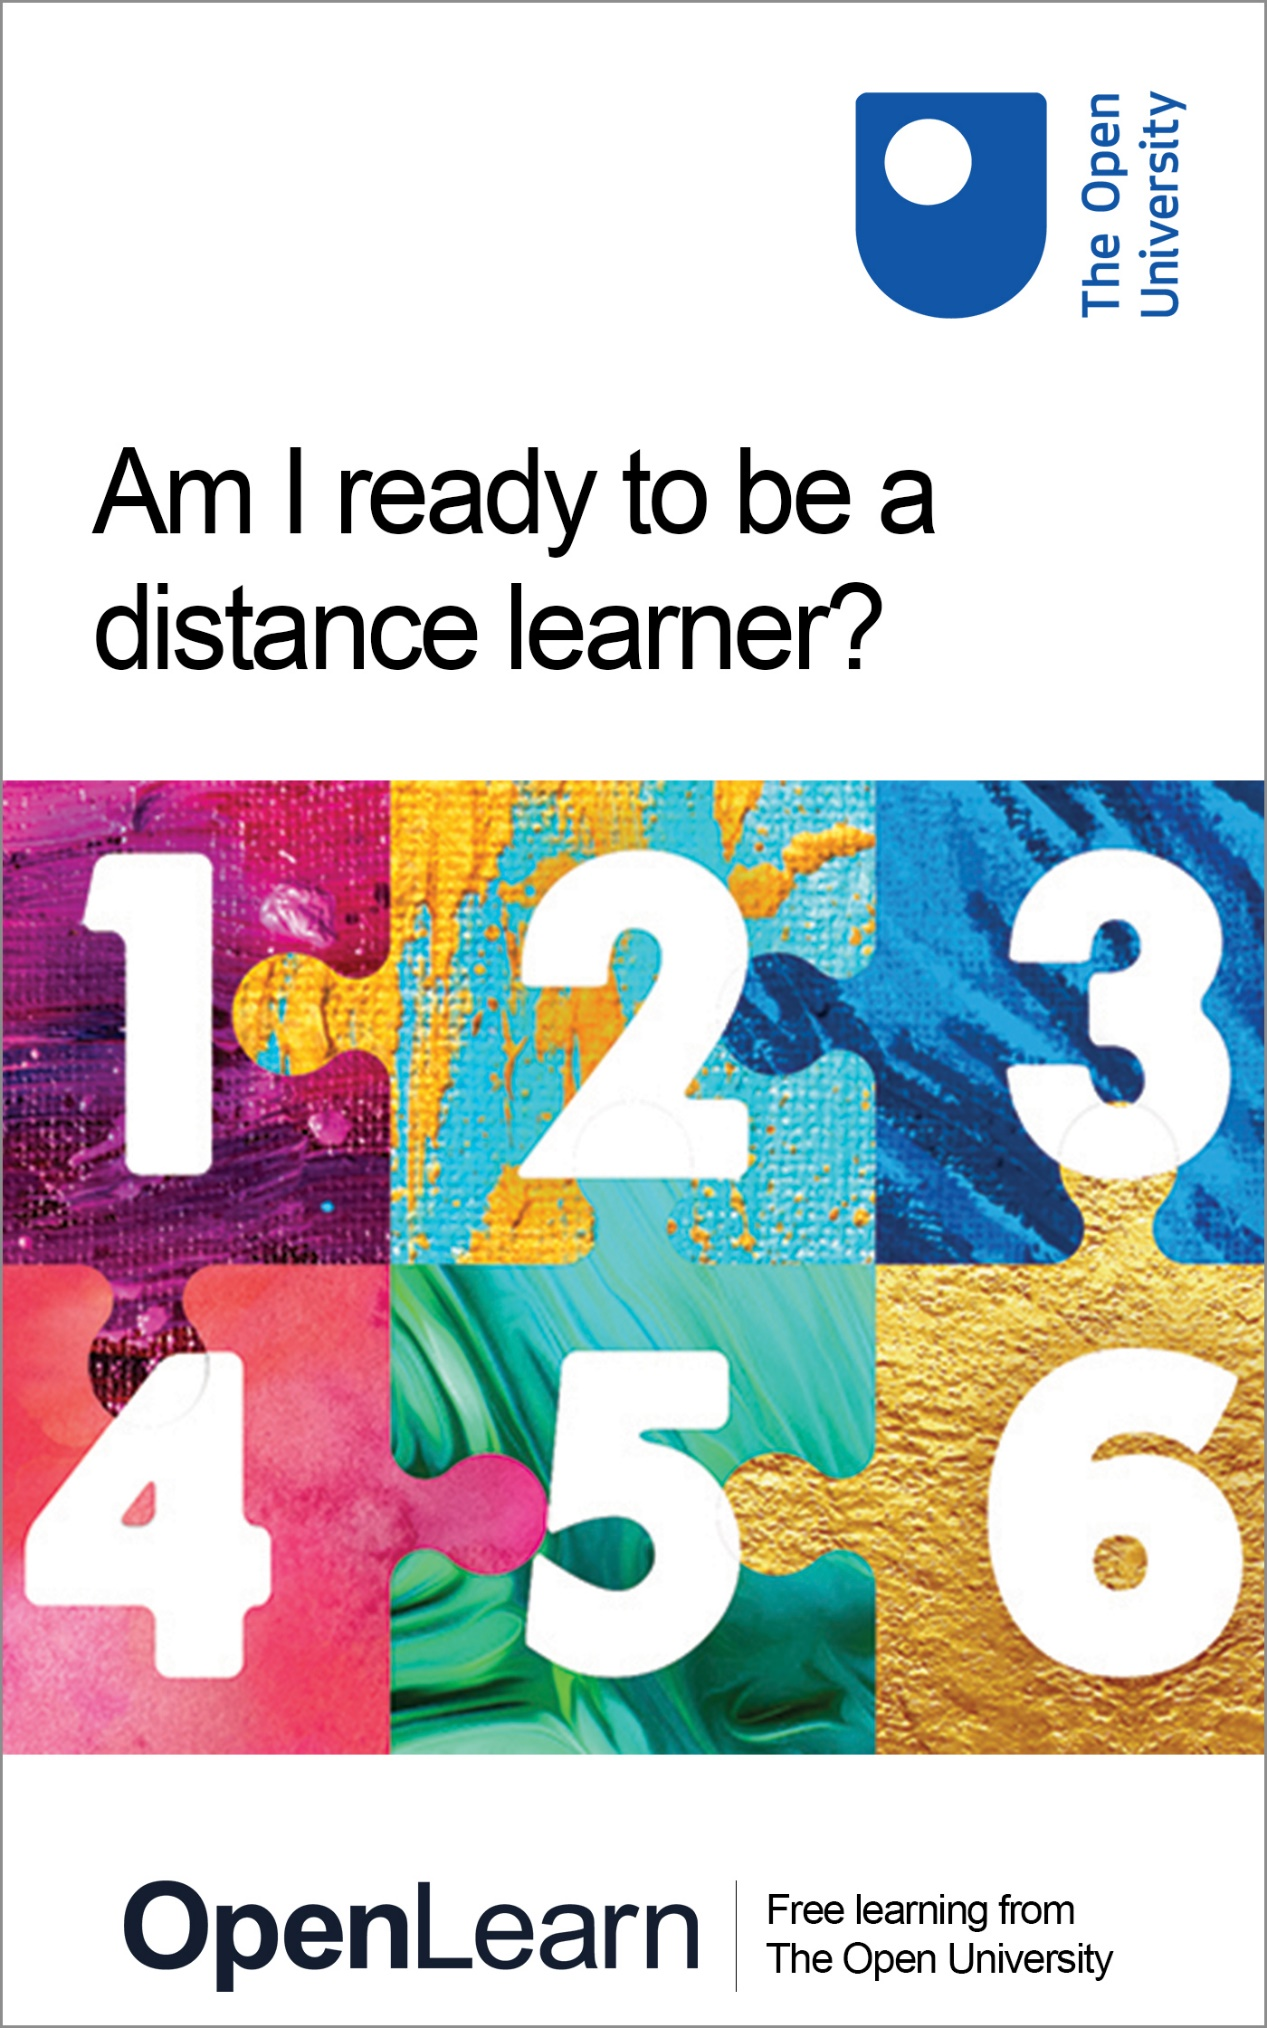 The Open
University
Am I ready to be a
distance learner?
1 2 3
4 5 6
OpenLearn
Free learning from
The Open University